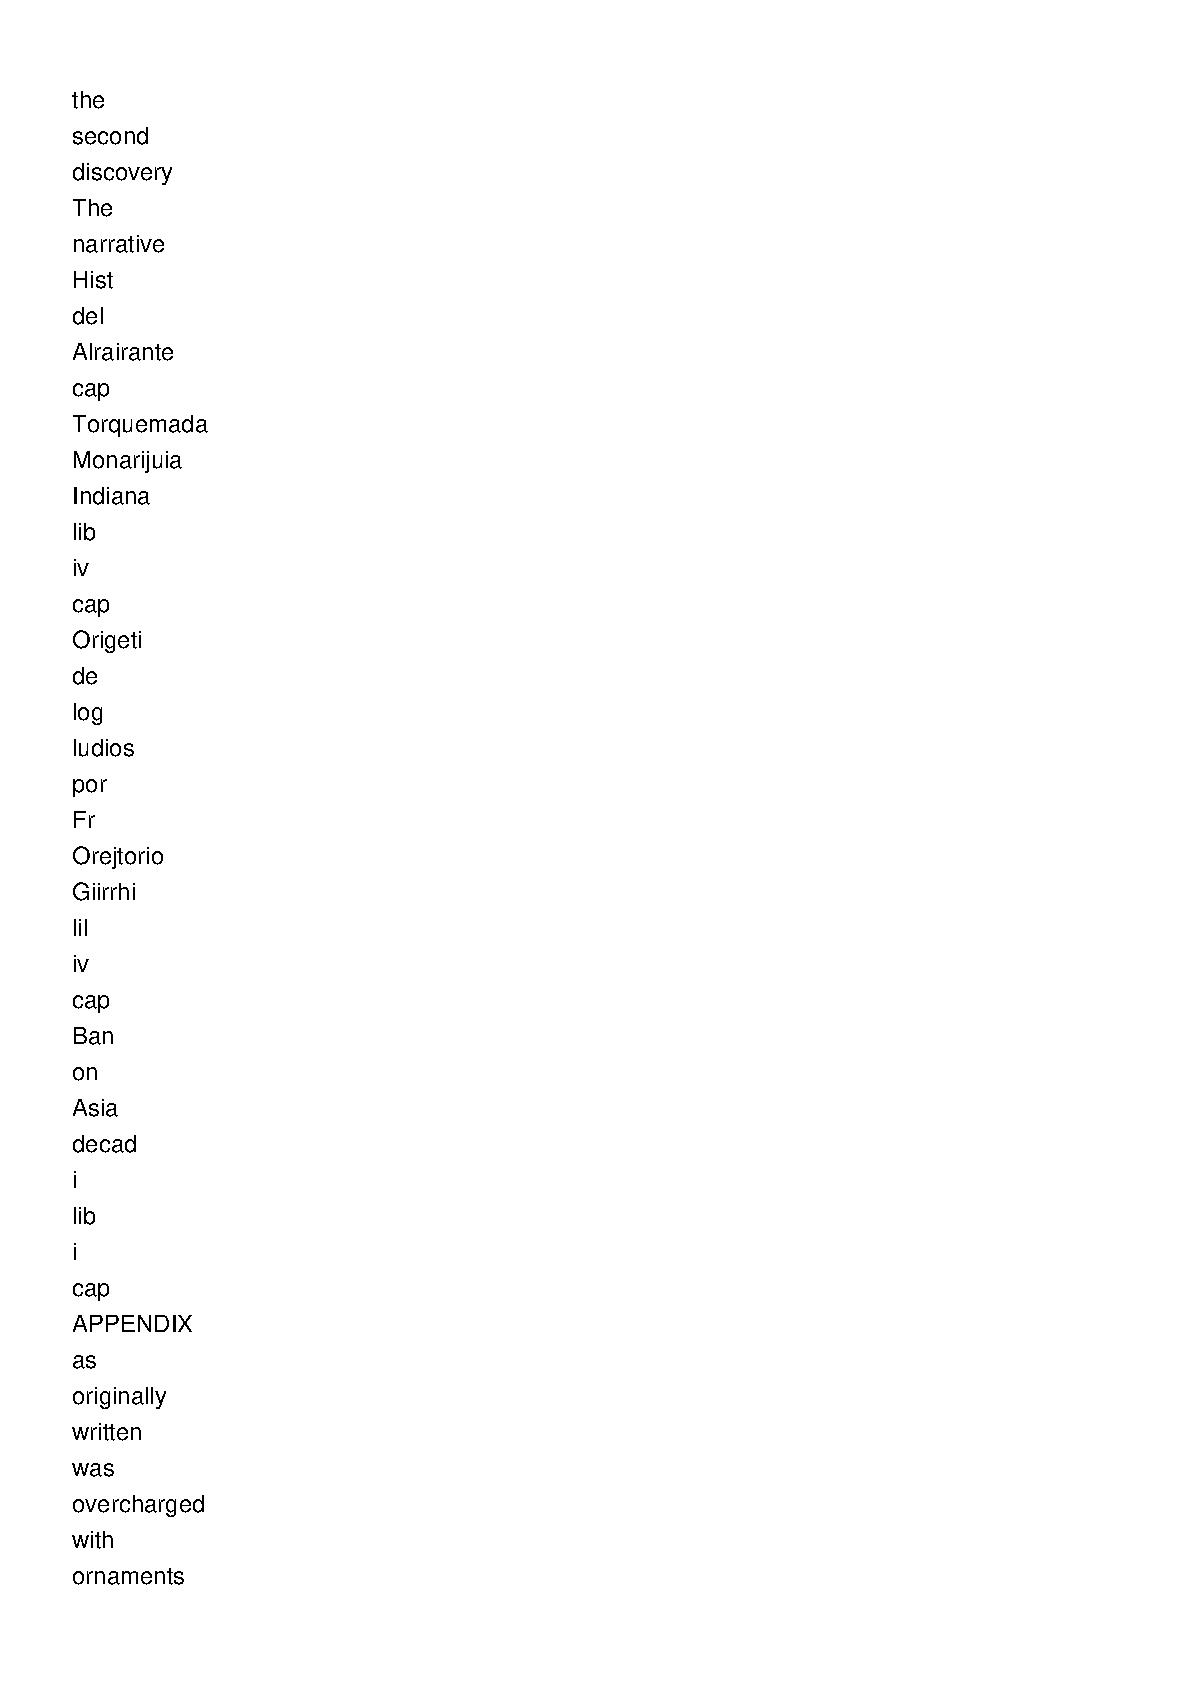 the
second
discovery
The
narrative
Hist
del
Alrairante
cap
Torquemada
Monarijuia
Indiana
lib
iv
cap
Origeti
de
log
ludios
por
Fr
Orejtorio
Giirrhi
lil
iv
cap
Ban
on
Asia
decad
i
lib
i
cap
APPENDIX
as
originally
written
was
overcharged
with
ornaments